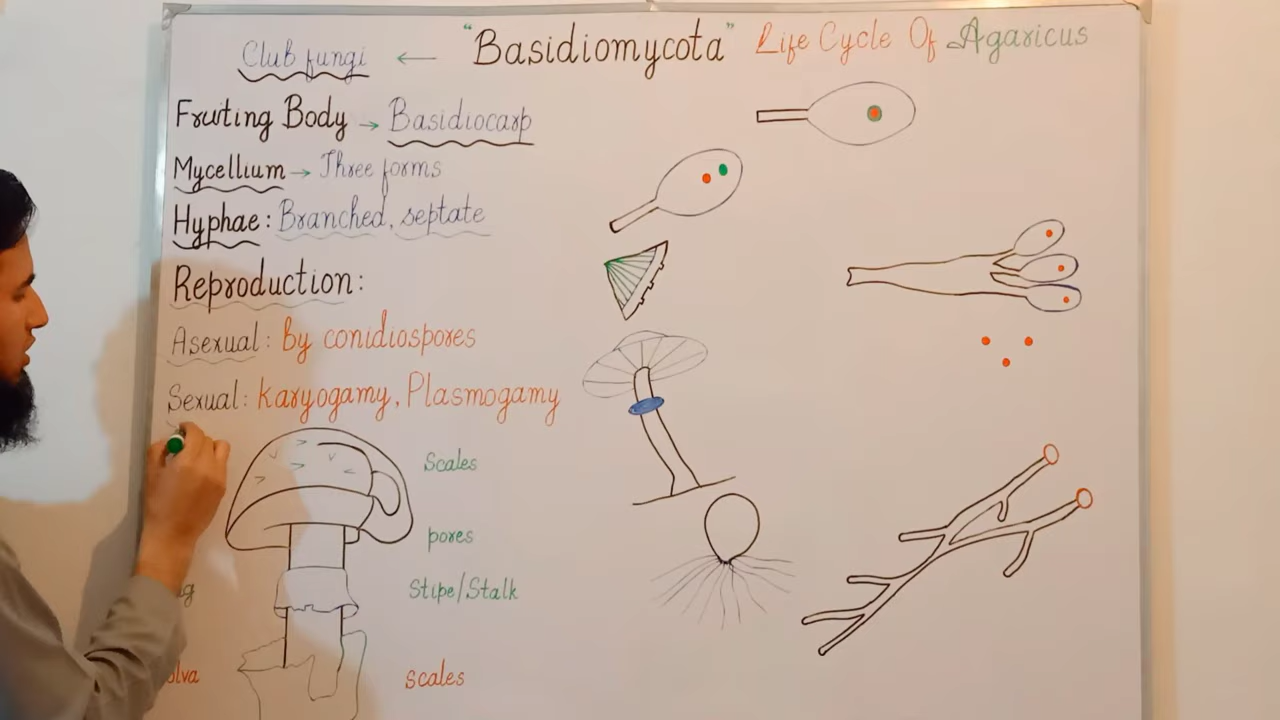 Club fungi ← "Basidiomycota" Life Cycle Of Agaricus
Fruiting Body → Basidiocarp
Mycellium → Three forms
Hyphae: Branched, septate
Reproduction:
Asexual: by conidiospores
Sexual: karyogamy, Plasmogamy
Scales
pores
Stipe/Stalk
scales